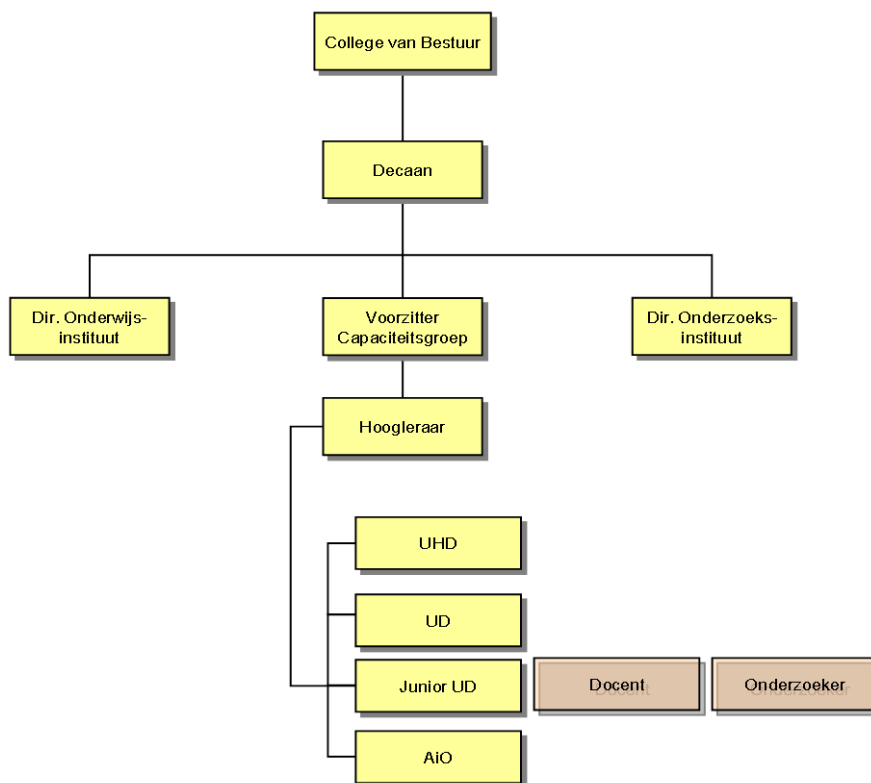 College van Bestuur
Decaan
Dir. Onderwijs-
instituut
Voorzitter
Capaciteitsgroep
Dir. Onderzoeks-
instituut
Hoogleraar
UHD
UD
Junior UD
Docent
Onderzoeker
AiO